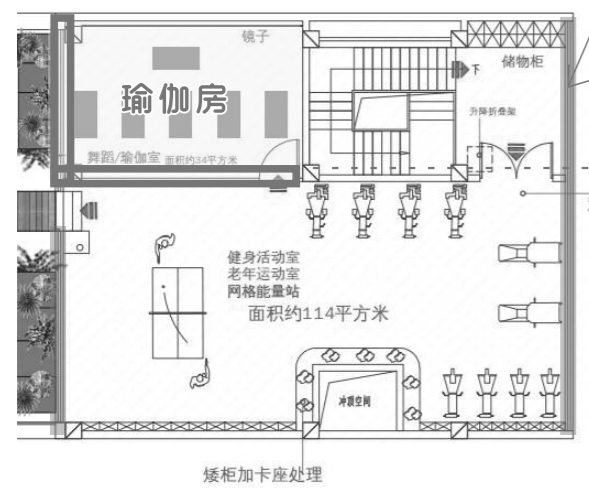 镜子
瑜伽房
下
储物柜
升降折叠架
舞蹈/瑜伽室 面积约34平方米
健身活动室
老年运动室
网格能量站
面积约114平方米
冲顶空间
矮柜加卡座处理